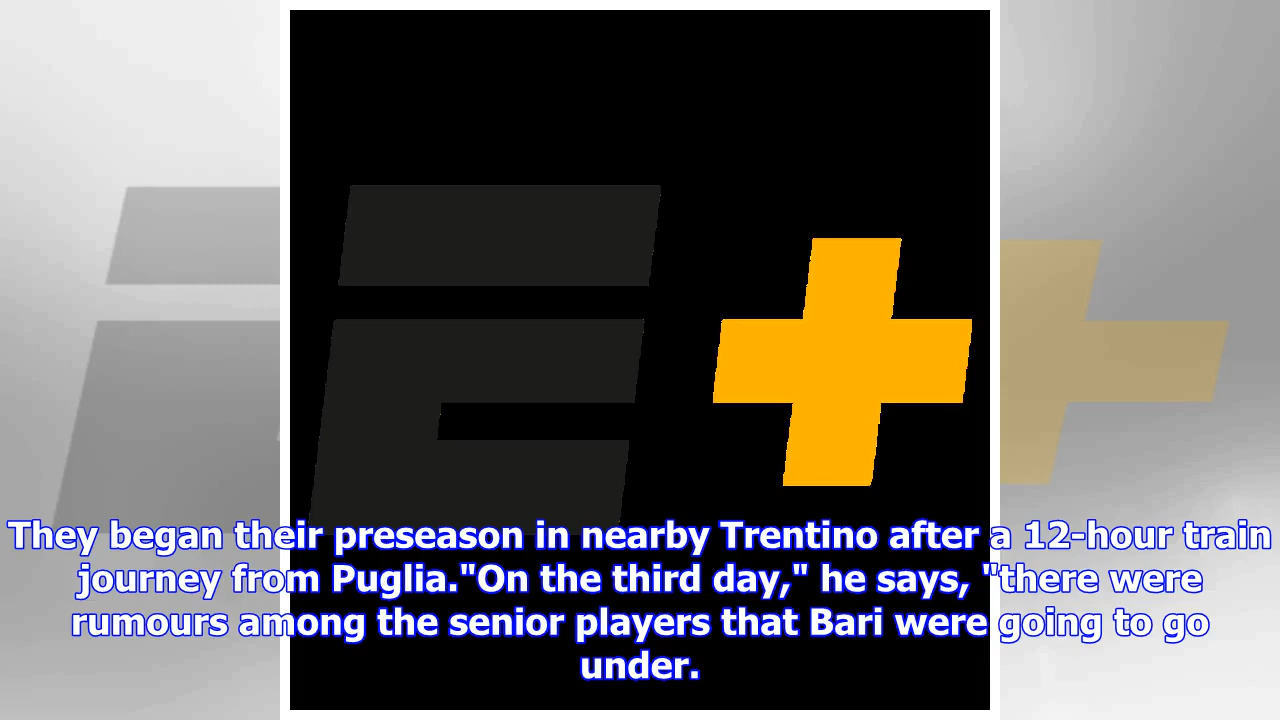 They began their preseason in nearby Trentino after a 12-hour train
journey from Puglia."On the third day," he says, "there were
rumours among the senior players that Bari were going to go
under.